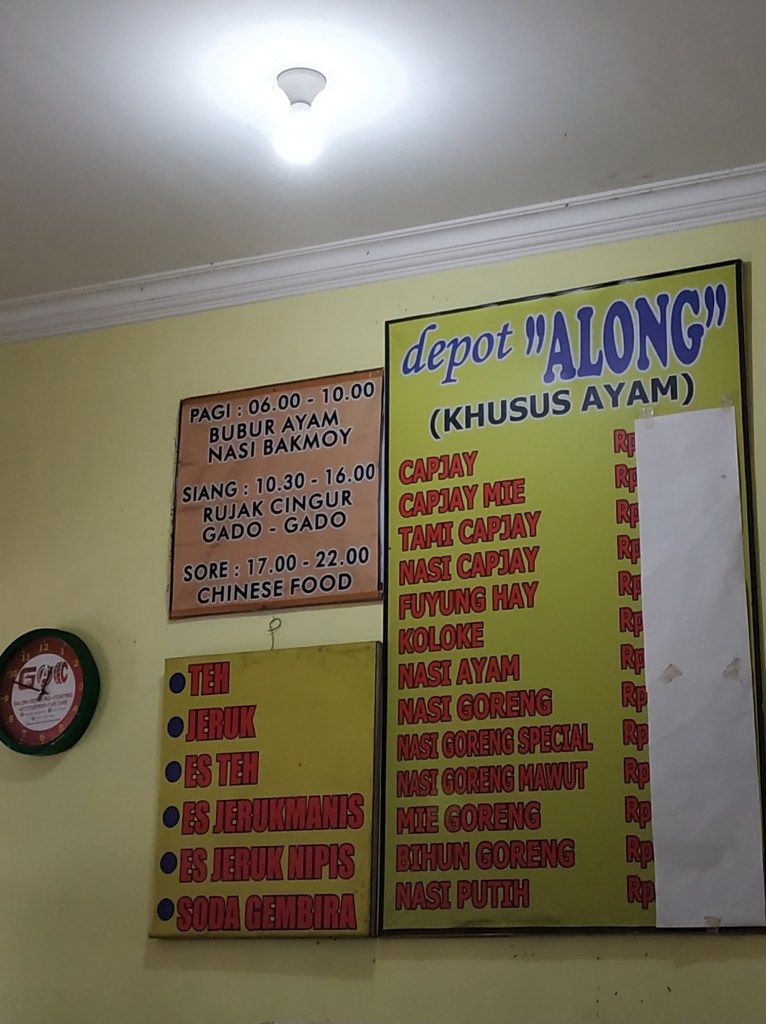 depot "ALONG"
(KHUSUS AYAM)
CAPJAY Rp
CAPJAY MIE Rp
TAMI CAPJAY Rp
NASI CAPJAY Rp
FUYUNG HAY Rp
KOLOKE Rp
NASI AYAM Rp
NASI GORENG Rp
NASI GORENG SPECIAL Rp
NASI GORENG MAWUT Rp
MIE GORENG Rp
BIHUN GORENG Rp
NASI PUTIH Rp
PAGI : 06.00 - 10.00
BUBUR AYAM
NASI BAKMOY
SIANG : 10.30 - 16.00
RUJAK CINGUR
GADO - GADO
SORE : 17.00 - 22.00
CHINESE FOOD
TEH
JERUK
ES TEH
ES JERUKMANIS
ES JERUK NIPIS
SODA GEMBIRA